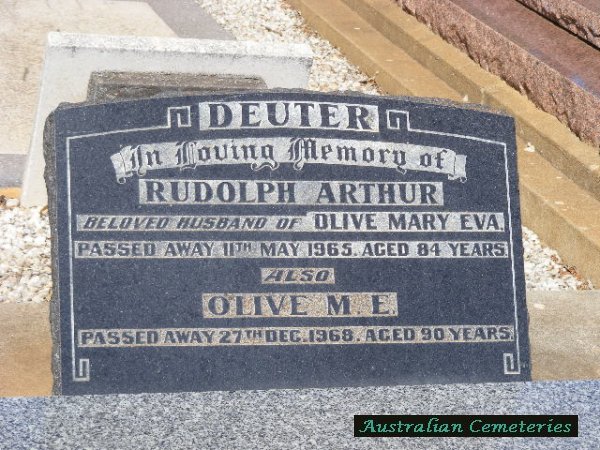 DEUTER
In Loving Memory of
RUDOLPH ARTHUR
BELOVED HUSBAND OF OLIVE MARY EVA.
PASSED AWAY 11TH MAY 1965. AGED 84 YEARS.
ALSO
OLIVE M. E.
PASSED AWAY 27TH DEC. 1968. AGED 90 YEARS.
Australian Cemeteries